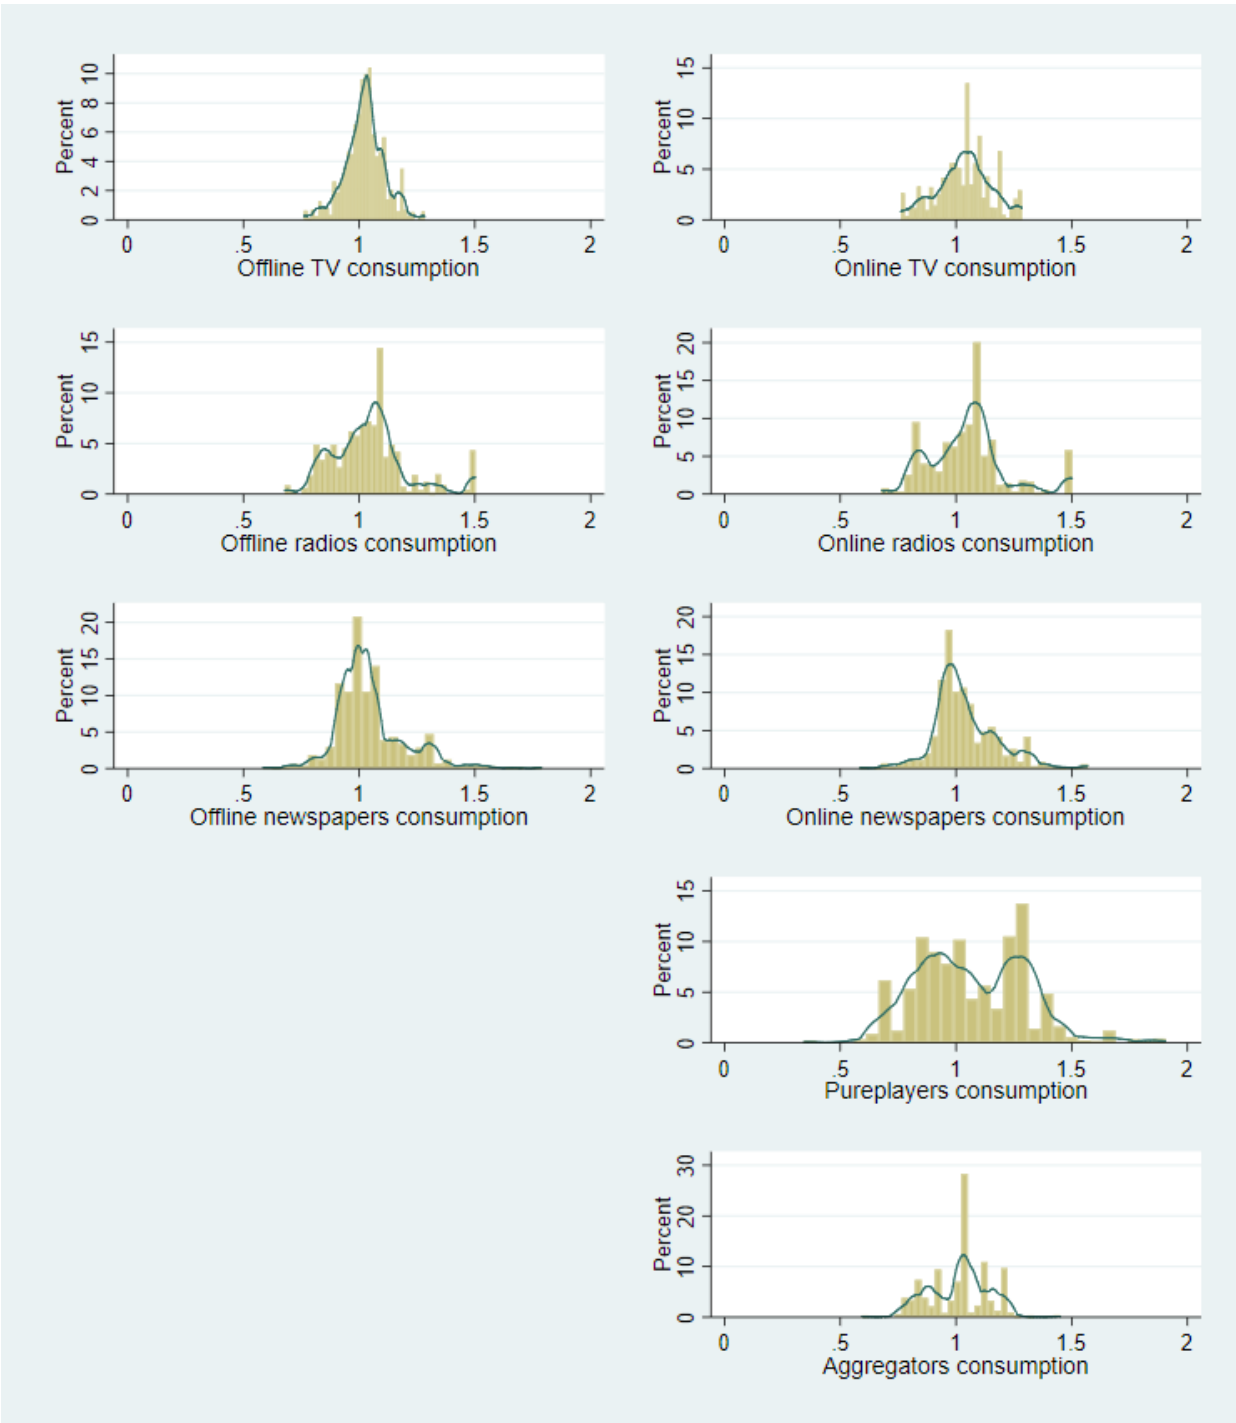 Percent
10
8
6
4
2
0
0 .5 1 1.5 2
Offline TV consumption
Percent
15
10
5
0
0 .5 1 1.5 2
Online TV consumption
Percent
15
10
5
0
0 .5 1 1.5 2
Offline radios consumption
Percent
20
15
10
5
0
0 .5 1 1.5 2
Online radios consumption
Percent
20
15
10
5
0
0 .5 1 1.5 2
Offline newspapers consumption
Percent
20
15
10
5
0
0 .5 1 1.5 2
Online newspapers consumption
Percent
15
10
5
0
0 .5 1 1.5 2
Pureplayers consumption
Percent
30
20
10
0
0 .5 1 1.5 2
Aggregators consumption